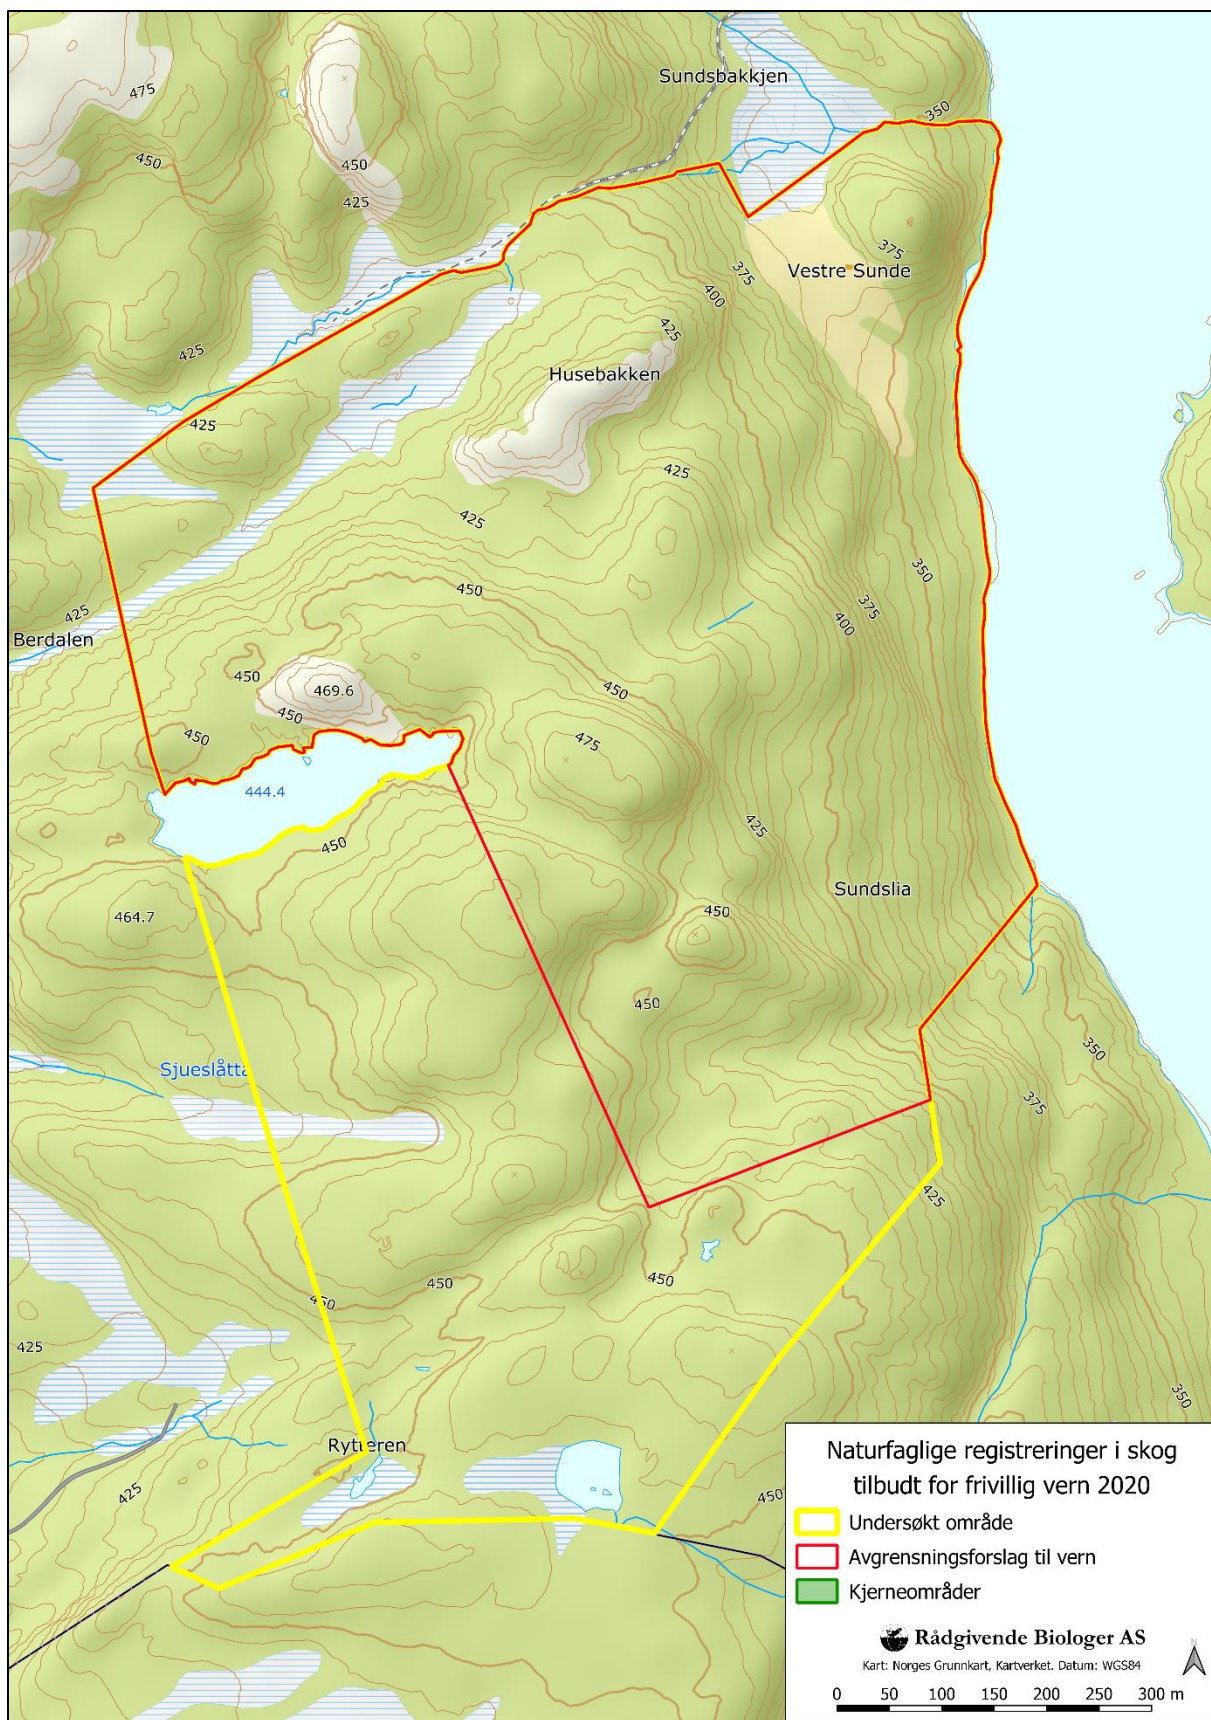 Sundsbakkjen
475
350
450
450
425
375
Vestre Sunde
375
400
425
425
Husebakken
425
425
425
350
450
375
425
400
Berdalen
450
450
469.6
450
475
450
444.4
425
450
Sundslia
464.7
450
450
350
Sjueslåtta
375
425
450
450
450
425
350
Rytteren
425
450
Naturfaglige registreringer i skog
tilbudt for frivillig vern 2020
Undersøkt område
Avgrensningsforslag til vern
Kjerneområder
Rådgivende Biologer AS
N
Kart: Norges Grunnkart, Kartverket. Datum: WGS84
0 50 100 150 200 250 300 m